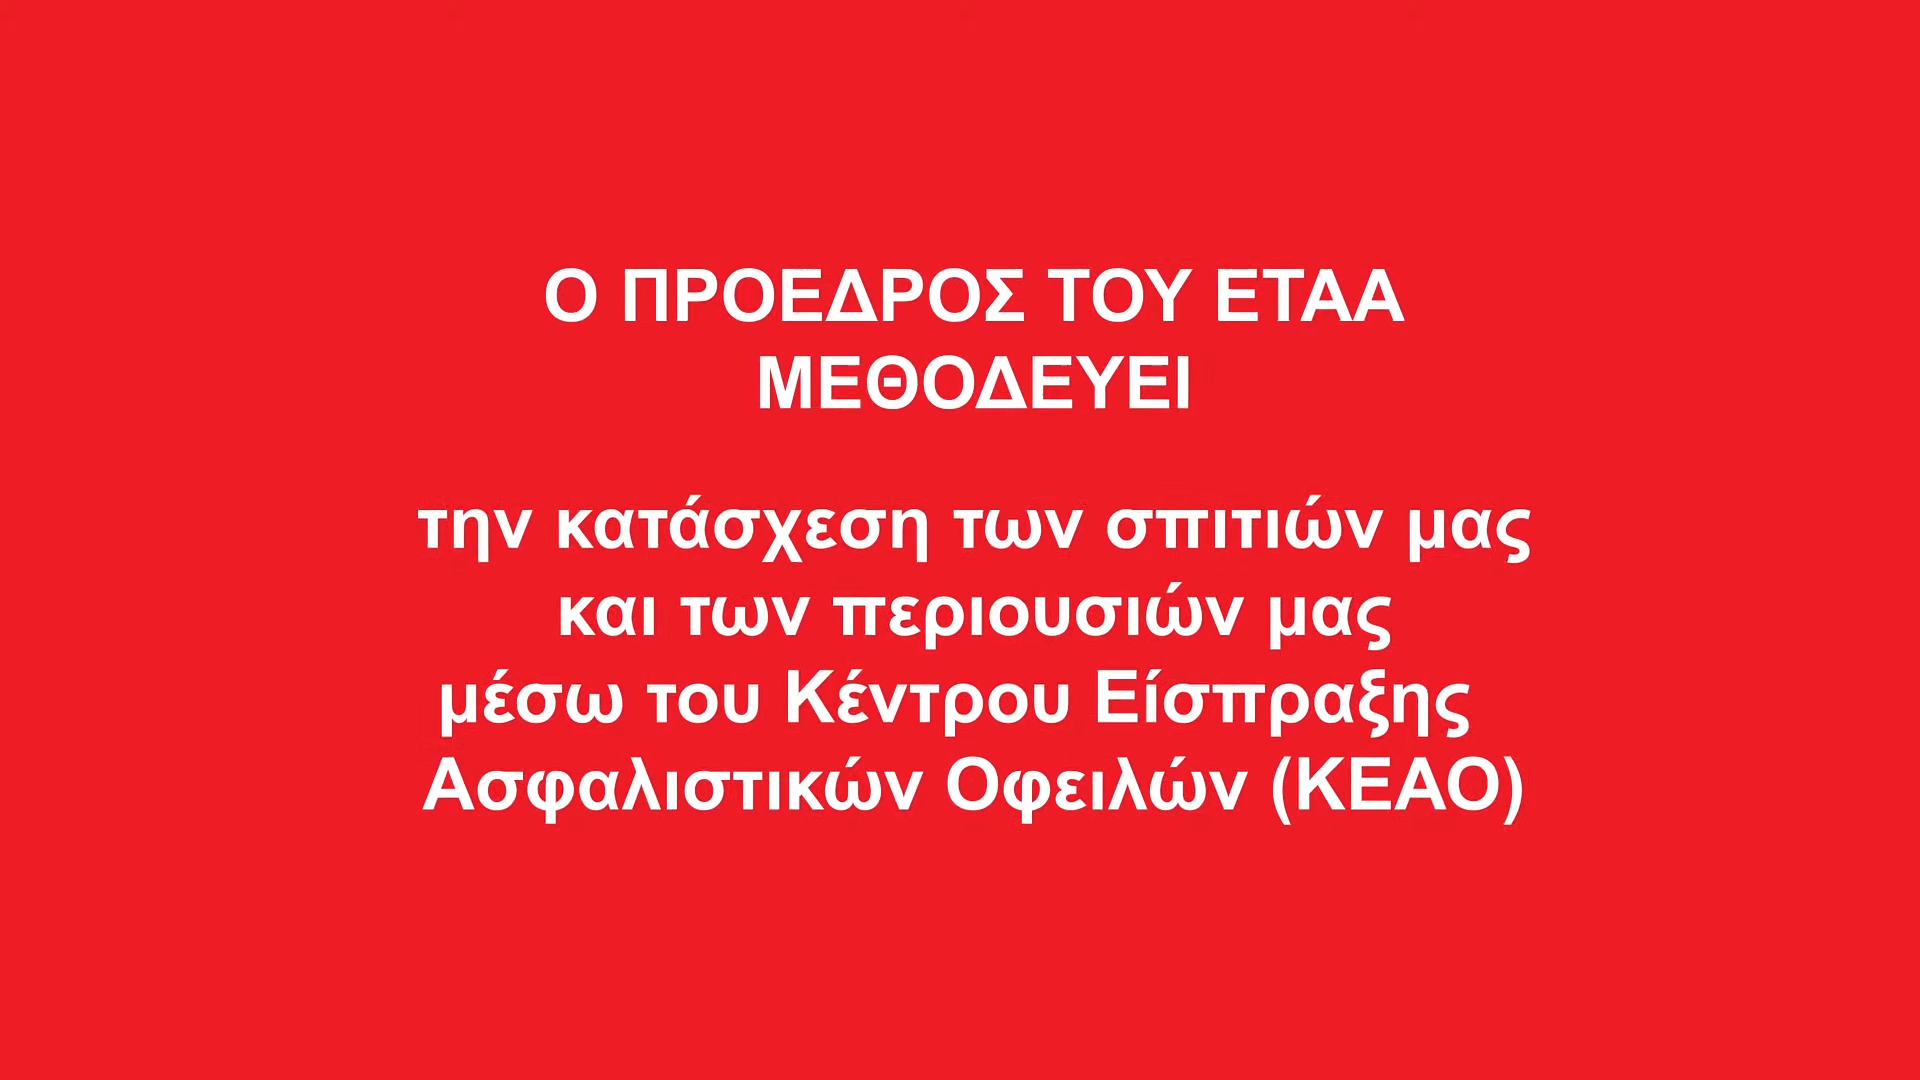 Ο ΠΡΟΕΔΡΟΣ ΤΟΥ ΕΤΑΑ
ΜΕΘΟΔΕΥΕΙ
την κατάσχεση των σπιτιών μας
και των περιουσιών μας
μέσω του Κέντρου Είσπραξης
Ασφαλιστικών Οφειλών (ΚΕΑΟ)